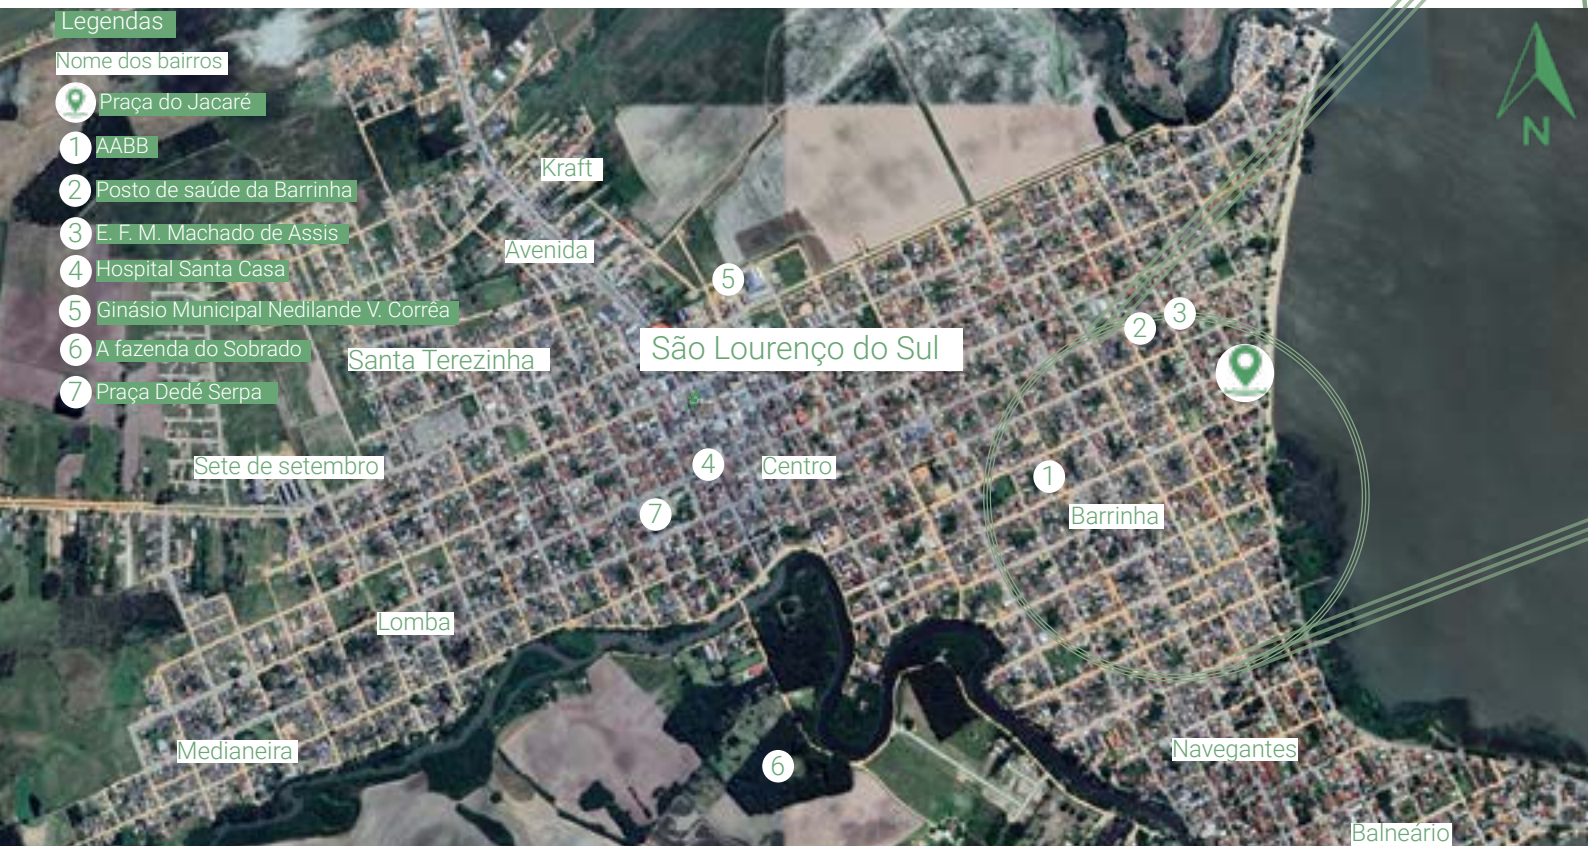 Legendas
Nome dos bairros
Praça do Jacaré
1 AABB
2 Posto de saúde da Barrinha
3 E. F. M. Machado de Assis
4 Hospital Santa Casa
5 Ginásio Municipal Nedilande V. Corrêa
6 A fazenda do Sobrado
7 Praça Dedé Serpa
N
Kraft
Avenida
5
3
2
São Lourenço do Sul
Santa Terezinha
Sete de setembro
4
Centro
1
7
Barrinha
Lomba
Medianeira
6
Navegantes
Balneário